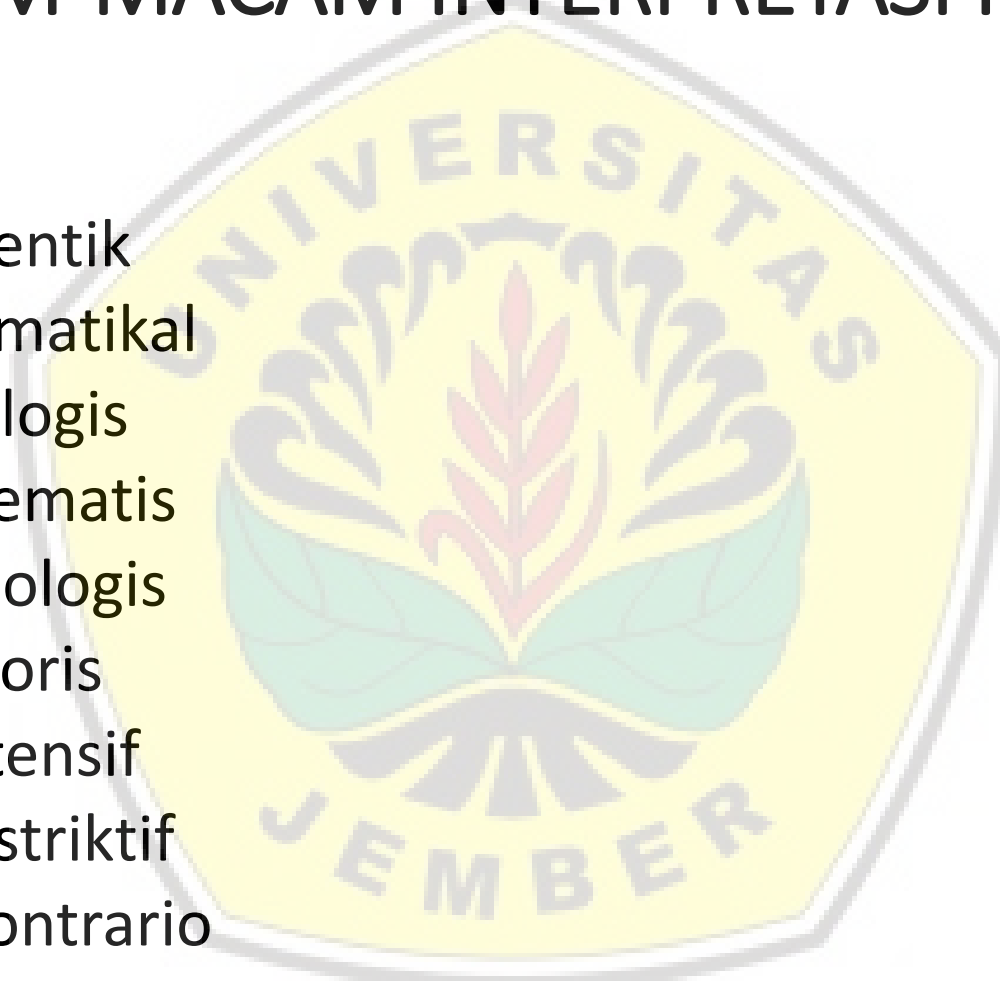 M MACAM INTERPRETASI
UNIVERSITAS
entik
matikal
logis
ematis
ologis
oris
tensif
striktif
ontrario
JEMBER